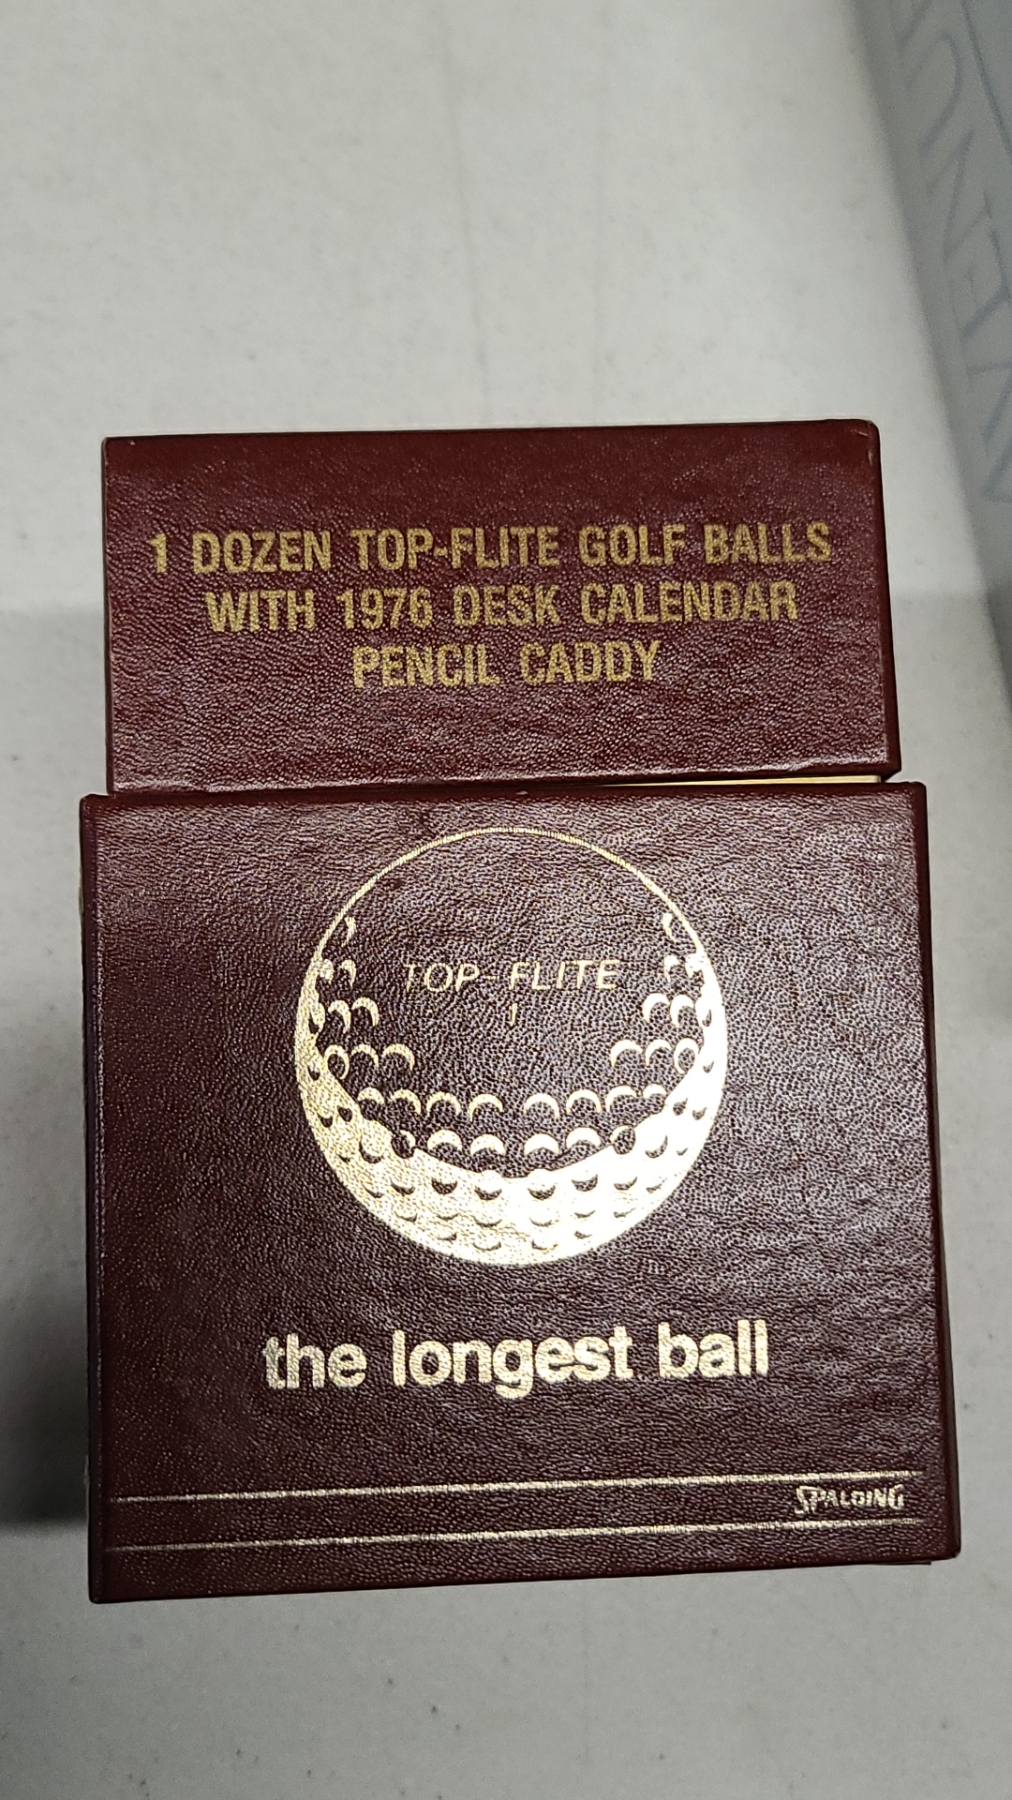 1 DOZEN TOP-FLITE GOLF BALLS
WITH 1976 DESK CALENDAR
PENCIL CADDY
TOP-FLITE
1
the longest ball
SPALDING